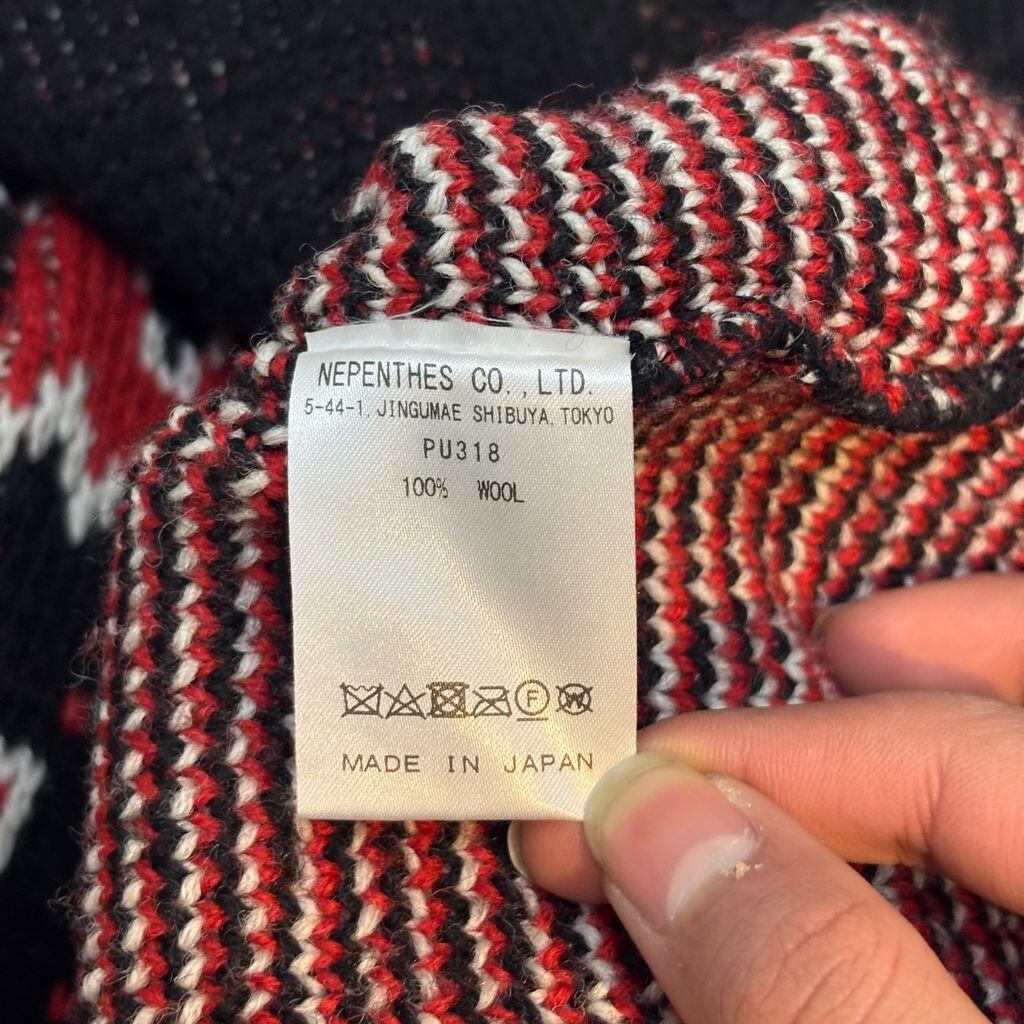 NEPENTHES CO., LTD.
5-44-1, JINGUMAE SHIBUYA, TOKYO
PU318
100% WOOL
F W
MADE IN JAPAN